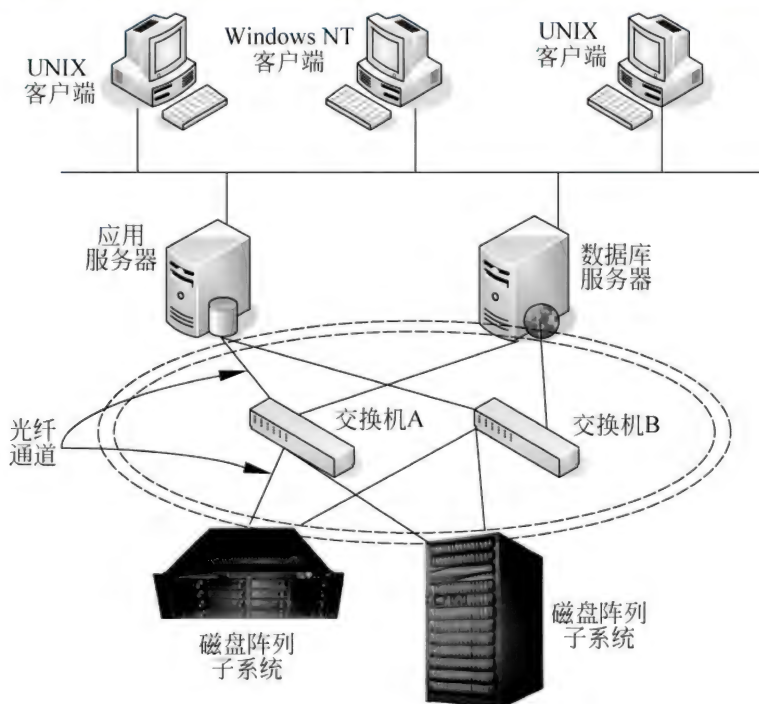 UNIX
客户端
Windows NT
客户端
UNIX
客户端
应用
服务器
数据库
服务器
光纤
通道
交换机A
交换机B
磁盘阵列
子系统
磁盘阵列
子系统